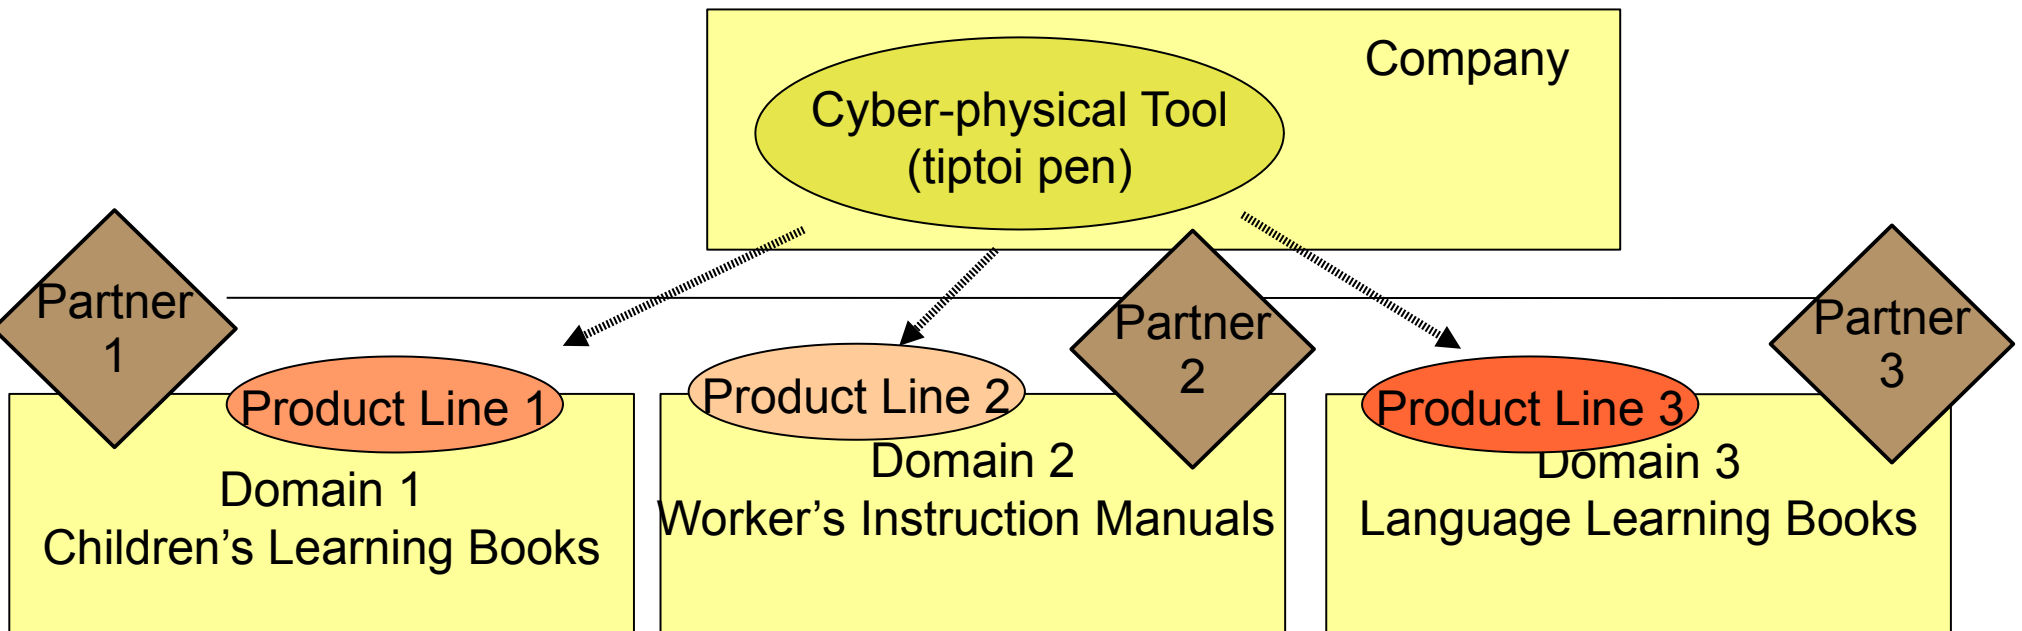 Company
Cyber-physical Tool
(tiptoi pen)
Partner
1
Partner
2
Partner
3
Product Line 1
Product Line 2
Product Line 3
Domain 1
Children’s Learning Books
Domain 2
Worker’s Instruction Manuals
Domain 3
Language Learning Books